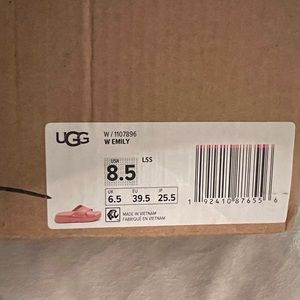 UGG
W / 1107896
W EMILY
USA
8.5
LSS
UK EU JP
6.5 39.5 25.5
MADE IN VIETNAM
FABRIQUÉ EN VIETNAM
1 92410 87655 6